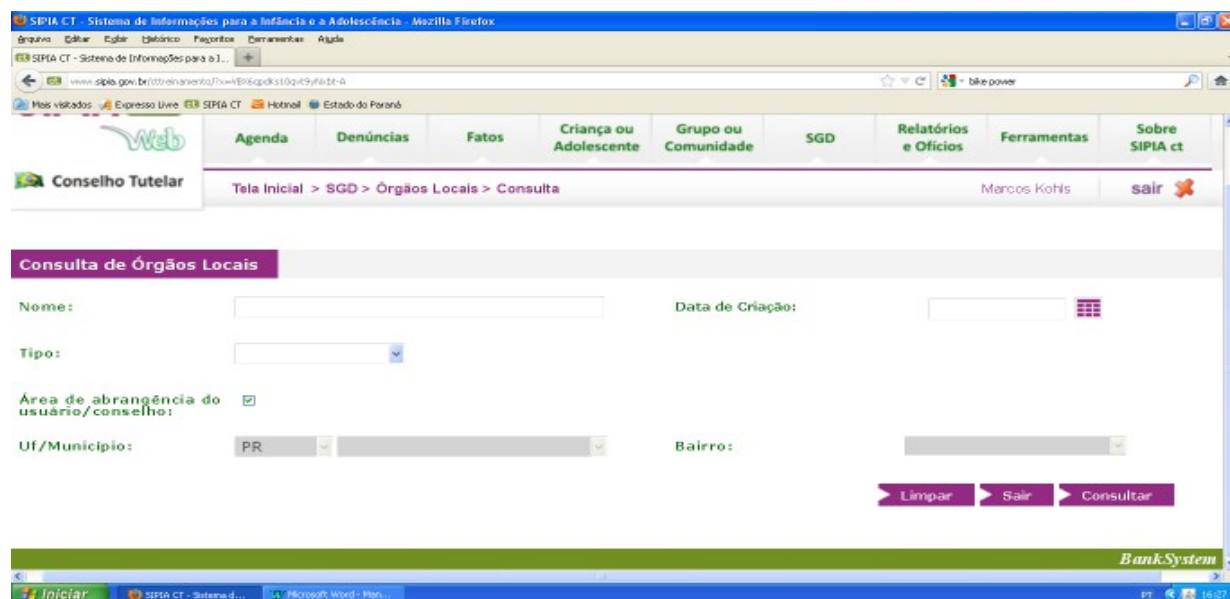 SIPIA CT - Sistema de Informações para a Infância e a Adolescência - Mozilla Firefox
Arquivo Editar Exibir Histórico Favoritos Ferramentas Ajuda
SIPIA CT - Sistema de Informações para a I... +
bike power
Mais visitados Expresso Livre SIPIA CT Hotmail Estado do Paraná
Web
Agenda Denúncias Fatos Criança ou Adolescente Grupo ou Comunidade SGD Relatórios e Ofícios Ferramentas Sobre SIPIA ct
Conselho Tutelar
Tela Inicial > SGD > Órgãos Locais > Consulta Marcos Kohls sair
Consulta de Órgãos Locais
Nome: Data de Criação:
Tipo:
Área de abrangência do
usuário/conselho:
Uf/Município: PR Bairro:
Limpar Sair Consultar
BankSystem
Iniciar SIPIA CT - Sistema d... Microsoft Word - Man... PT 16:27